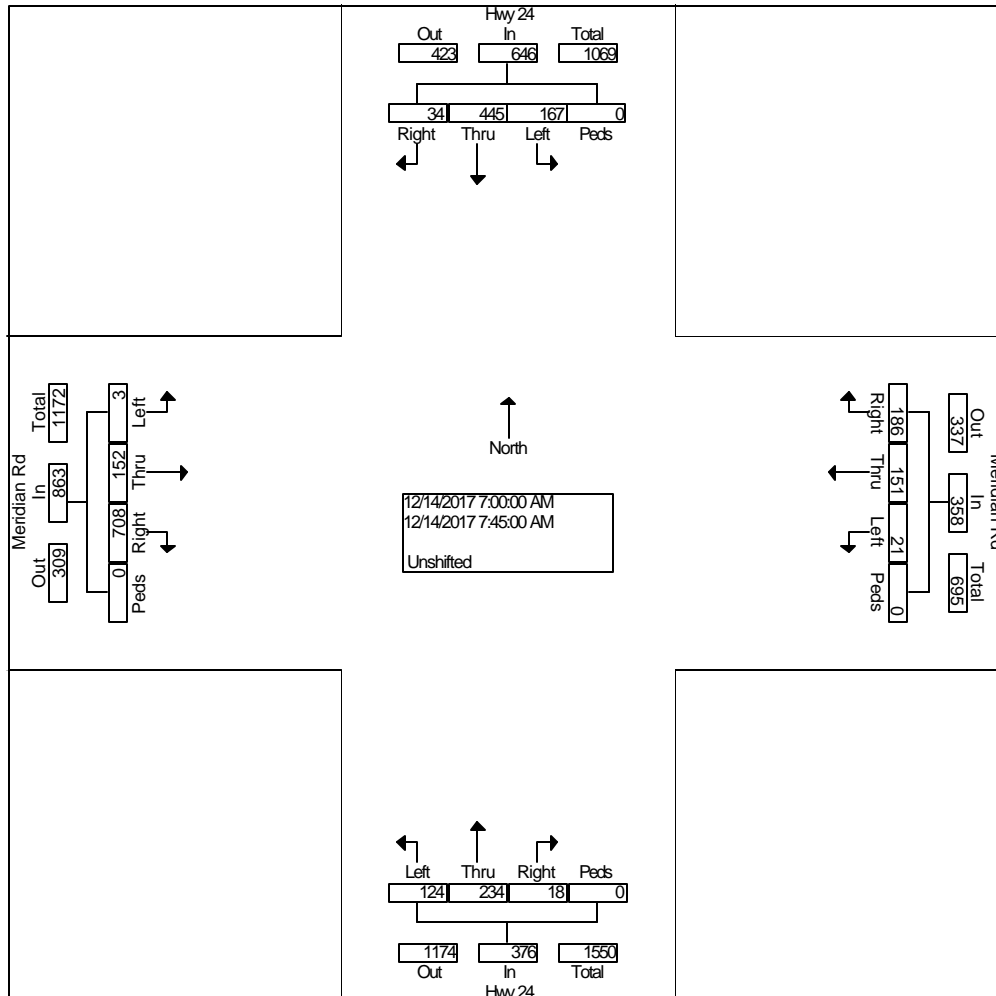 Hwy 24
Out In Total
423 646 1069
34 445 167 0
Right Thru Left Peds
Meridian Rd
Total In Out
1172 863 309
3 152 708 0
Left Thru Right Peds
North
12/14/2017 7:00:00 AM
12/14/2017 7:45:00 AM
Unshifted
Right Thru Left Peds
186 151 21 0
337 358 695
Out In Total
Meridian Rd
Left Thru Right Peds
124 234 18 0
1174 376 1550
Out In Total
Hwy 24